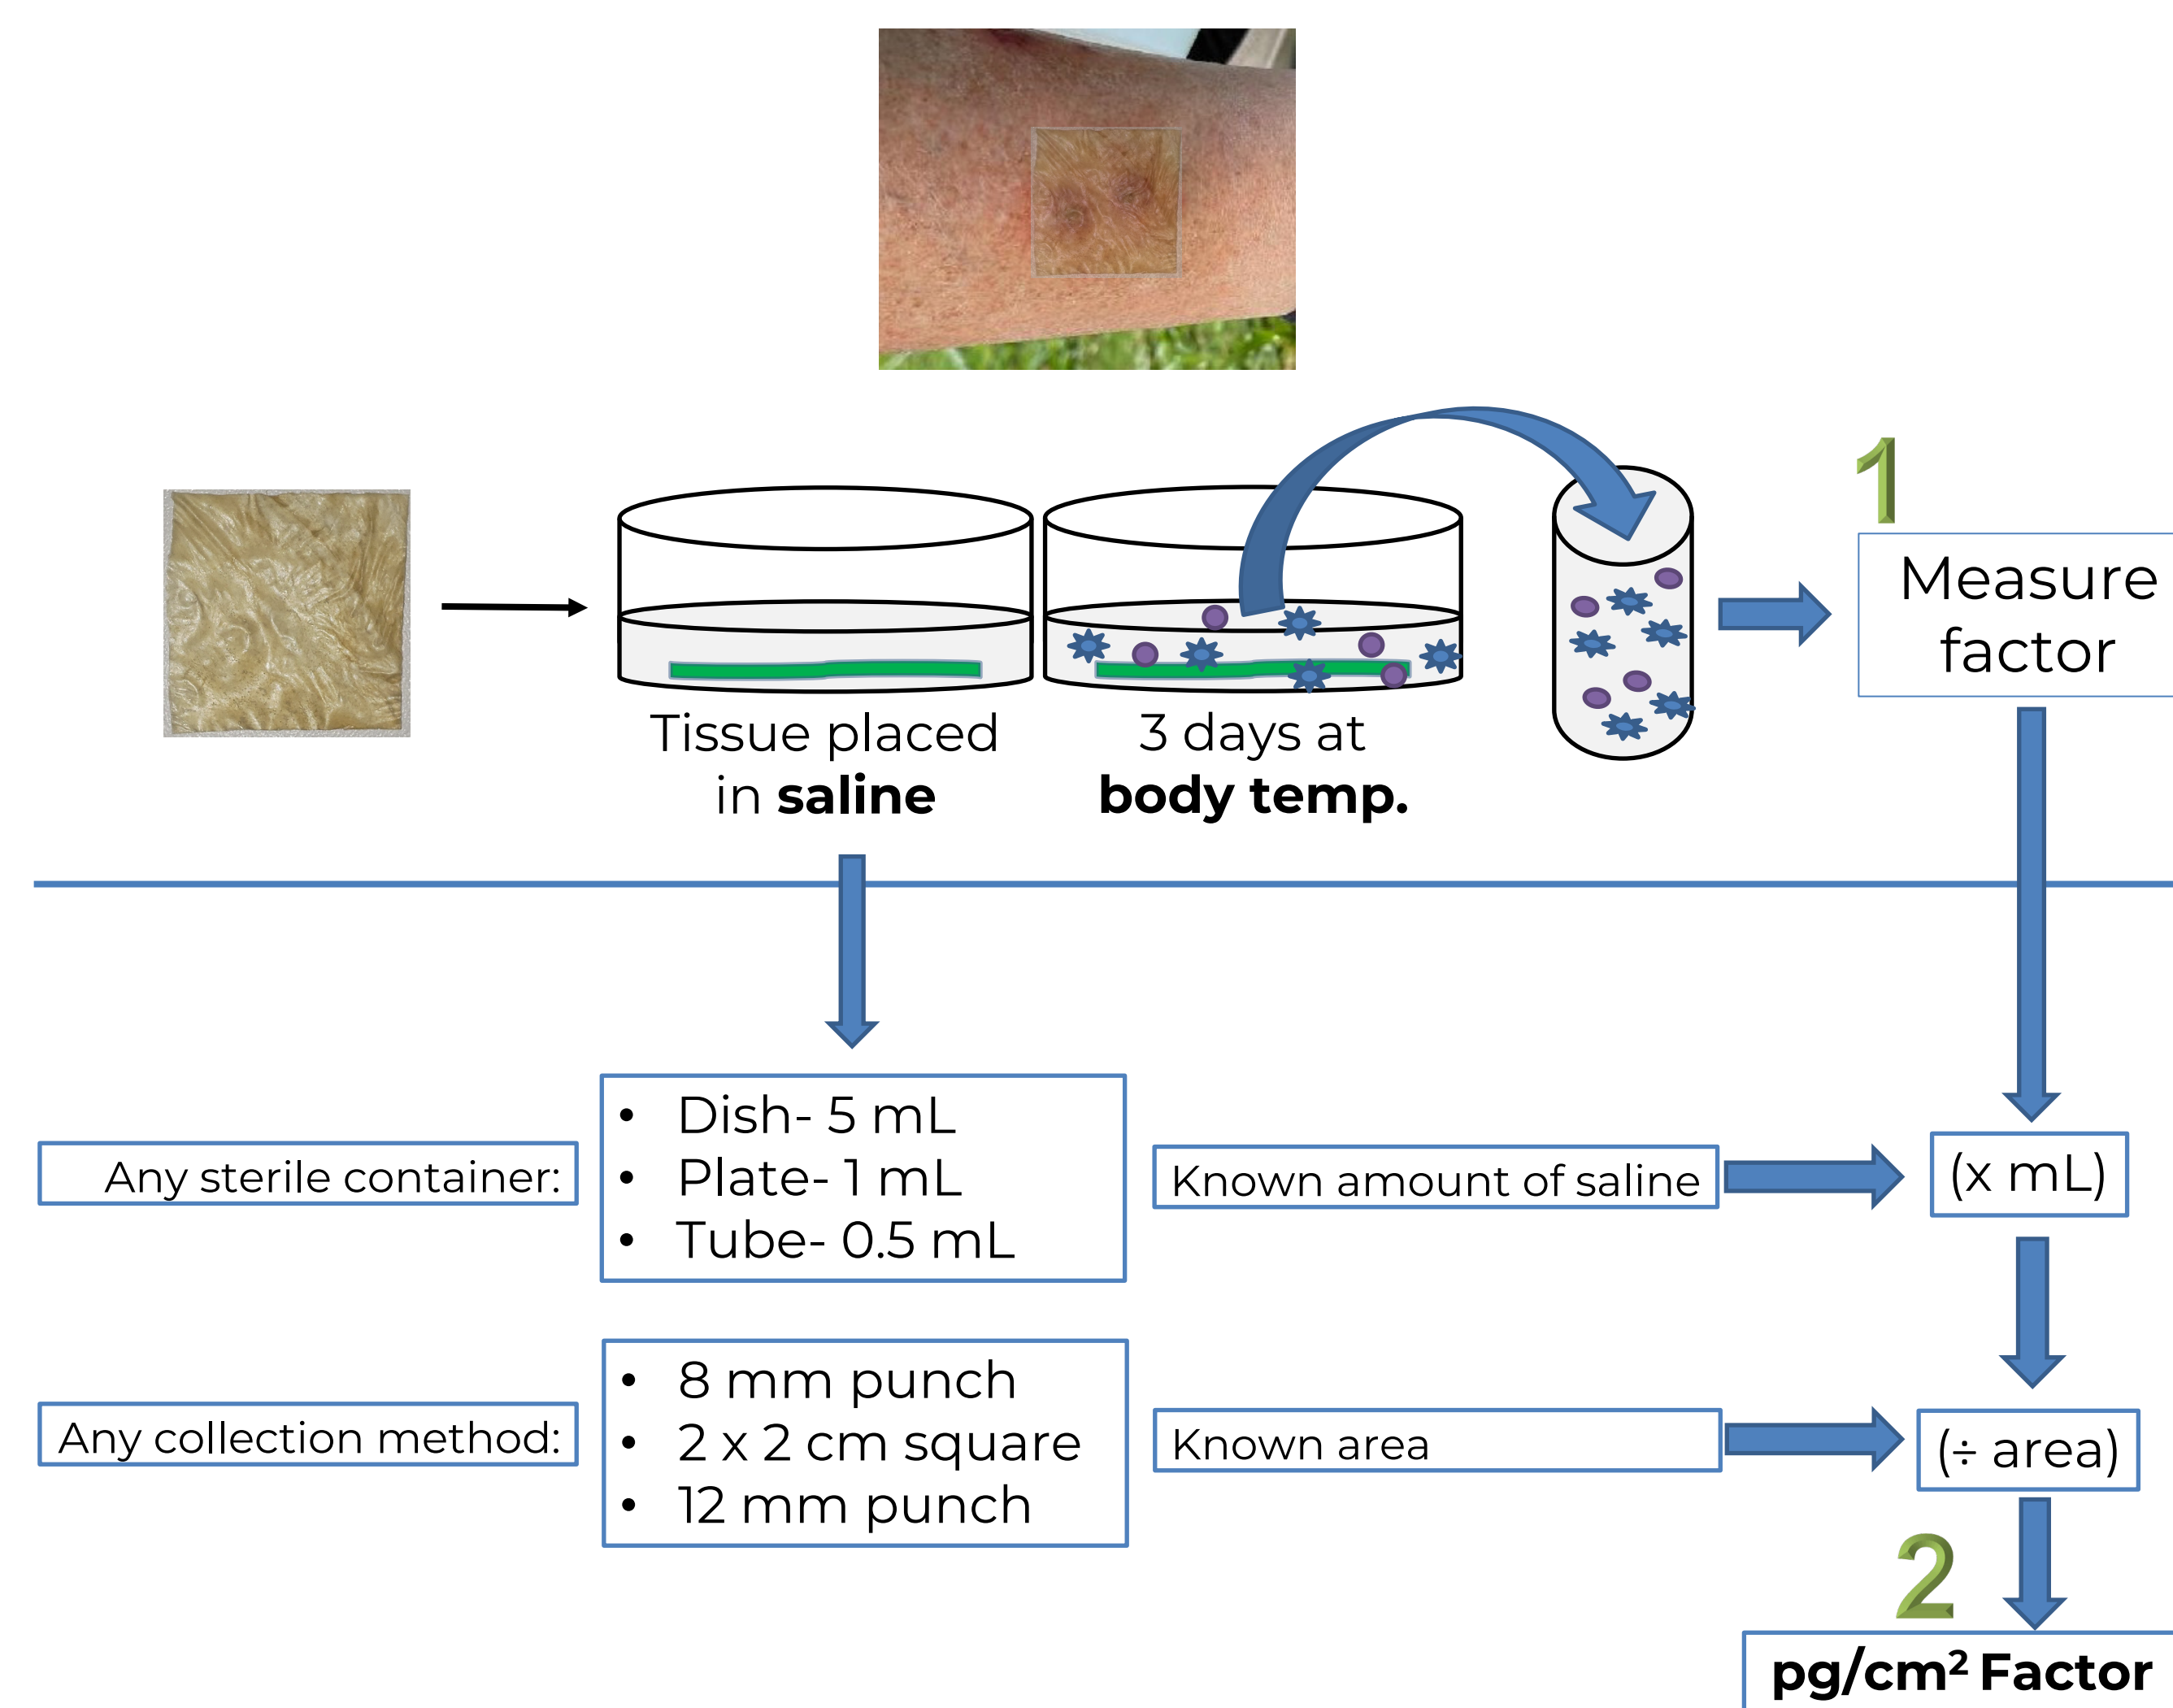 1
Measure
factor
Tissue placed
in saline
3 days at
body temp.
Any sterile container:
• Dish- 5 mL
• Plate- 1 mL
• Tube- 0.5 mL
Known amount of saline
(x mL)
Any collection method:
• 8 mm punch
• 2 x 2 cm square
• 12 mm punch
Known area
(÷ area)
2
pg/cm² Factor